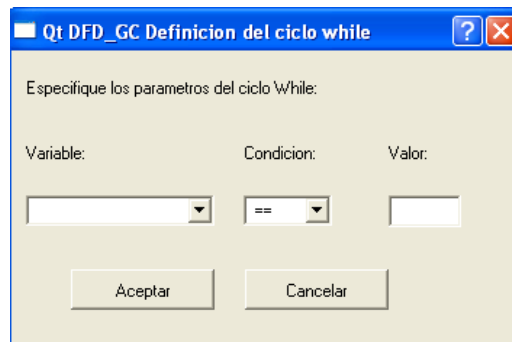 Qt DFD_GC Definicion del ciclo while
Especifique los parametros del ciclo While:
Variable: Condicion: Valor:
==
Aceptar Cancelar